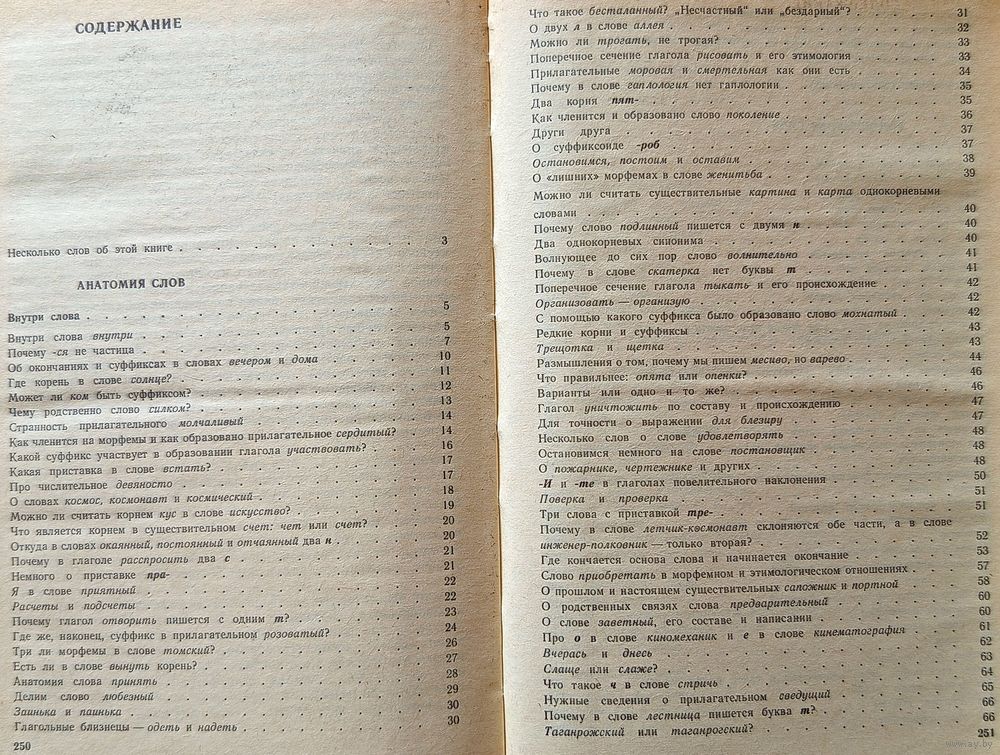 СОДЕРЖАНИЕ
Несколько слов об этой книге . . . 3
АНАТОМИЯ СЛОВ
Внутри слова . . . 5
Внутри слова внутри . . . 5
Почему -ся не частица . . . 7
Об окончаниях и суффиксах в словах вечером и дома . . . 10
Где корень в слове солнце? . . . 11
Может ли ком быть суффиксом? . . . 12
Чему родственно слово силком? . . . 13
Странность прилагательного молчаливый . . . 14
Как членится на морфемы и как образовано прилагательное сердитый? . . . 14
Какой суффикс участвует в образовании глагола участвовать? . . . 16
Какая приставка в слове встать? . . . 17
Про числительное девяносто . . . 17
О словах космос, космонавт и космический . . . 18
Можно ли считать корнем кус в слове искусство? . . . 19
Что является корнем в существительном счет: чет или счет? . . . 20
Откуда в словах окаянный, постоянный и отчаянный два н . . . 20
Почему в глаголе расспросить два с . . . 21
Немного о приставке пра- . . . 21
Я в слове приятный . . . 22
Расчеты и подсчеты . . . 22
Почему глагол отворить пишется с одним т? . . . 23
Где же, наконец, суффикс в прилагательном розоватый? . . . 24
Три ли морфемы в слове томский? . . . 26
Есть ли в слове вынуть корень? . . . 27
Анатомия слова принять . . . 28
Делим слово любезный . . . 29
Заинька и паинька . . . 30
Глагольные близнецы — одеть и надеть . . . 30
250
Что такое бесталанный? „Несчастный" или „бездарный"? . . . 31
О двух л в слове аллея . . . 32
Можно ли трогать, не трогая? . . . 33
Поперечное сечение глагола рисовать и его этимология . . . 33
Прилагательные моровая и смертельная как они есть . . . 34
Почему в слове гаплология нет гаплологии . . . 35
Два корня пят- . . . 35
Как членится и образовано слово поколение . . . 36
Други друга . . . 37
О суффиксоиде -роб . . . 37
Остановимся, постоим и оставим . . . 38
О «лишних» морфемах в слове женитьба . . . 39
Можно ли считать существительные картина и карта однокорневыми
словами . . . 40
Почему слово подлинный пишется с двумя н . . . 40
Два однокорневых синонима . . . 40
Волнующее до сих пор слово волнительно . . . 41
Почему в слове скатерка нет буквы т . . . 41
Поперечное сечение глагола тыкать и его происхождение . . . 42
Организовать — организую . . . 42
С помощью какого суффикса было образовано слово мохнатый . . . 42
Редкие корни и суффиксы . . . 43
Трещотка и щетка . . . 43
Размышления о том, почему мы пишем месиво, но варево . . . 44
Что правильнее: опята или опенки? . . . 46
Варианты или одно и то же? . . . 46
Глагол уничтожить по составу и происхождению . . . 47
Для точности о выражении для блезиру . . . 47
Несколько слов о слове удовлетворять . . . 48
Остановимся немного на слове постановщик . . . 48
О пожарнике, чертежнике и других . . . 48
-И и -те в глаголах повелительного наклонения . . . 50
Поверка и проверка . . . 51
Три слова с приставкой тре- . . . 51
Почему в слове летчик-космонавт склоняются обе части, а в слове
инженер-полковник — только вторая? . . . 52
Где кончается основа слова и начинается окончание . . . 53
Слово приобретать в морфемном и этимологическом отношениях . . . 57
О прошлом и настоящем существительных сапожник и портной . . . 58
О родственных связях слова предварительный . . . 60
О слове заветный, его составе и написании . . . 60
Про о в слове киномеханик и е в слове кинематография . . . 61
Вчерась и днесь . . . 62
Слаще или слаже? . . . 63
Что такое ч в слове стричь . . . 64
Нужные сведения о прилагательном сведущий . . . 65
Почему в слове лестница пишется буква т? . . . 66
Таганрожский или таганрогский? . . . 66
251
www.ay.by